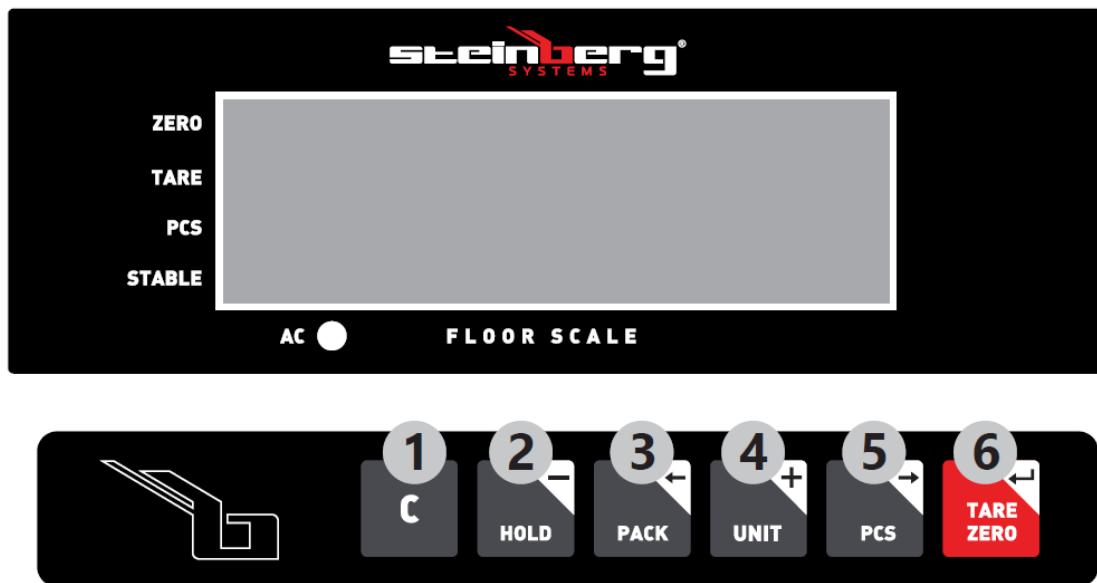 steinberg®
SYSTEMS
ZERO
TARE
PCS
STABLE
AC FLOOR SCALE
1 2 3 4 5 6
− ← + → ↵
C HOLD PACK UNIT PCS TARE ZERO